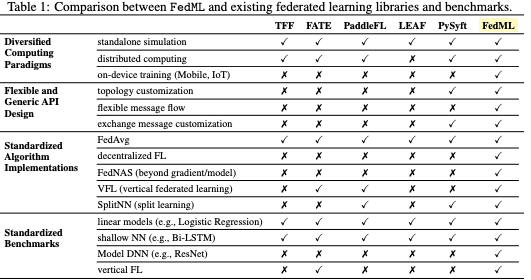 Table 1: Comparison between FedML and existing federated learning libraries and benchmarks.
TFF FATE PaddleFL LEAF PySyft FedML
Diversified Computing Paradigms
standalone simulation ✓ ✓ ✓ ✓ ✓ ✓
distributed computing ✓ ✓ ✓ ✗ ✓ ✓
on-device training (Mobile, IoT) ✗ ✗ ✗ ✗ ✗ ✓
Flexible and Generic API Design
topology customization ✗ ✗ ✗ ✗ ✓ ✓
flexible message flow ✗ ✗ ✗ ✗ ✗ ✓
exchange message customization ✗ ✗ ✗ ✗ ✓ ✓
Standardized Algorithm Implementations
FedAvg ✓ ✓ ✓ ✓ ✓ ✓
decentralized FL ✗ ✗ ✗ ✗ ✗ ✓
FedNAS (beyond gradient/model) ✗ ✗ ✗ ✗ ✗ ✓
VFL (vertical federated learning) ✗ ✓ ✓ ✗ ✗ ✓
SplitNN (split learning) ✗ ✗ ✓ ✗ ✓ ✓
Standardized Benchmarks
linear models (e.g., Logistic Regression) ✓ ✓ ✓ ✓ ✓ ✓
shallow NN (e.g., Bi-LSTM) ✓ ✓ ✓ ✓ ✓ ✓
Model DNN (e.g., ResNet) ✗ ✗ ✗ ✗ ✗ ✓
vertical FL ✗ ✓ ✗ ✗ ✗ ✓